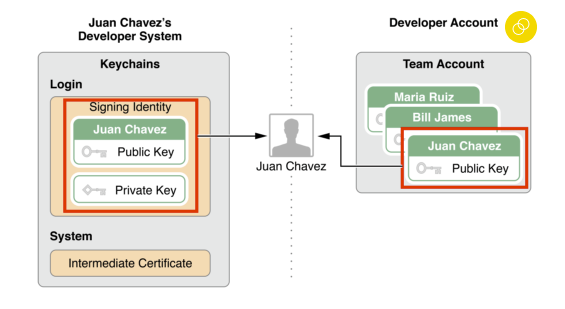 Juan Chavez's
Developer System
Keychains
Login
Signing Identity
Juan Chavez
Public Key
Private Key
System
Intermediate Certificate
Juan Chavez
Developer Account
Team Account
Maria Ruiz
Bill James
Juan Chavez
Public Key